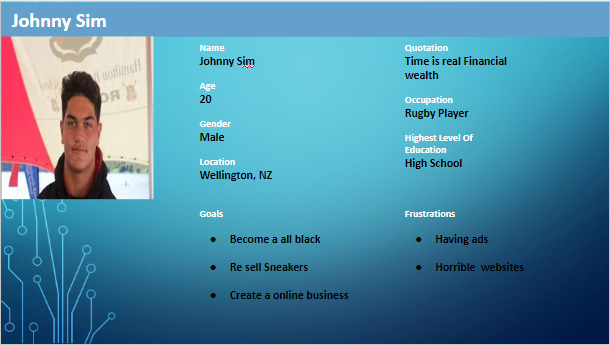 Johnny Sim
Name
Johnny Sim
Age
20
Gender
Male
Location
Wellington, NZ
Quotation
Time is real Financial
wealth
Occupation
Rugby Player
Highest Level Of
Education
High School
Goals
● Become a all black
● Re sell Sneakers
● Create a online business
Frustrations
● Having ads
● Horrible websites